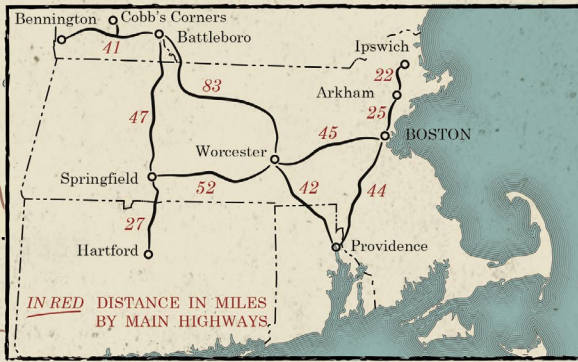 Bennington
Cobb's Corners
Battleboro
41
Ipswich
22
Arkham
83
25
47
45
BOSTON
Worcester
Springfield
52
42
44
27
Hartford
Providence
IN RED DISTANCE IN MILES
BY MAIN HIGHWAYS